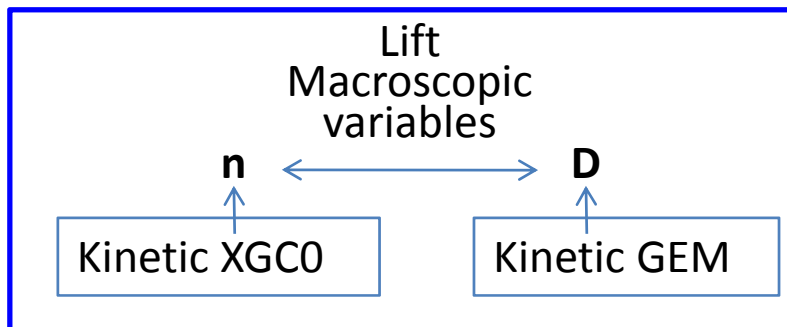 Lift
Macroscopic
variables
n D
Kinetic XGC0 Kinetic GEM